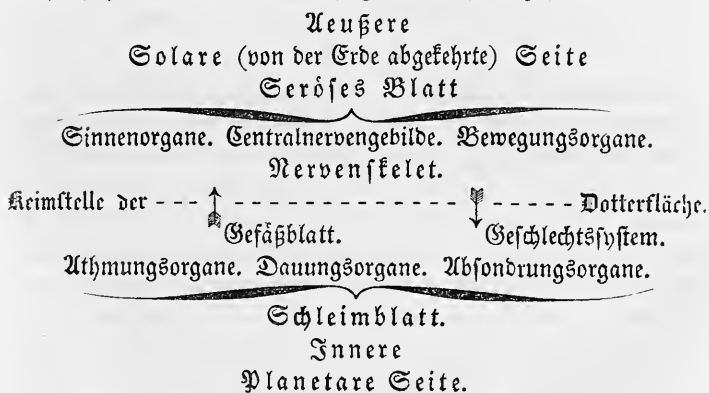 Aeußere
Solare (von der Erde abgekehrte) Seite
Seröses Blatt
Sinnenorgane. Centralnervengebilde. Bewegungsorgane.
Nervenskelet.
Keimstelle der - - - - - - - - - - - - - - - - - - - - - - Dotterfläche.
Gefäßblatt. Geschlechtssystem.
Athmungsorgane. Dauungsorgane. Absondrungsorgane.
Schleimblatt.
Innere
Planetare Seite.